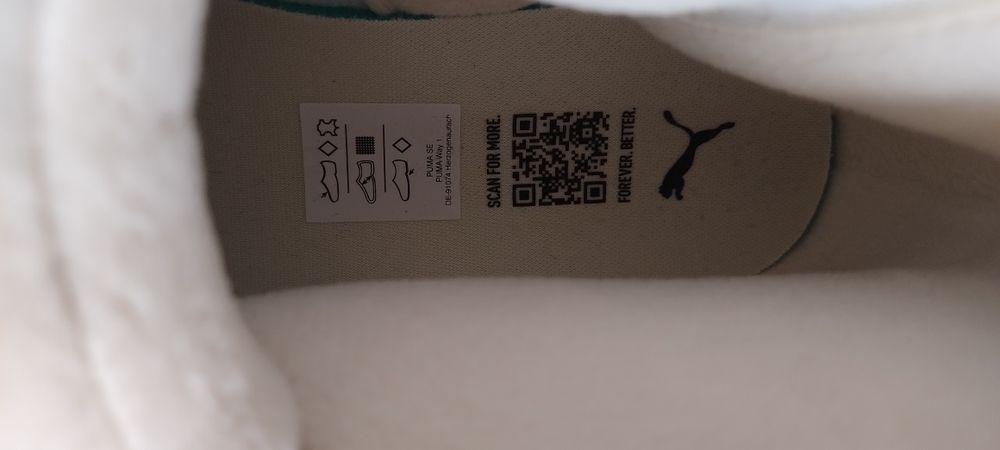 PUMA SE
PUMA Way 1
DE-91074 Herzogenaurach
SCAN FOR MORE.
FOREVER. BETTER.